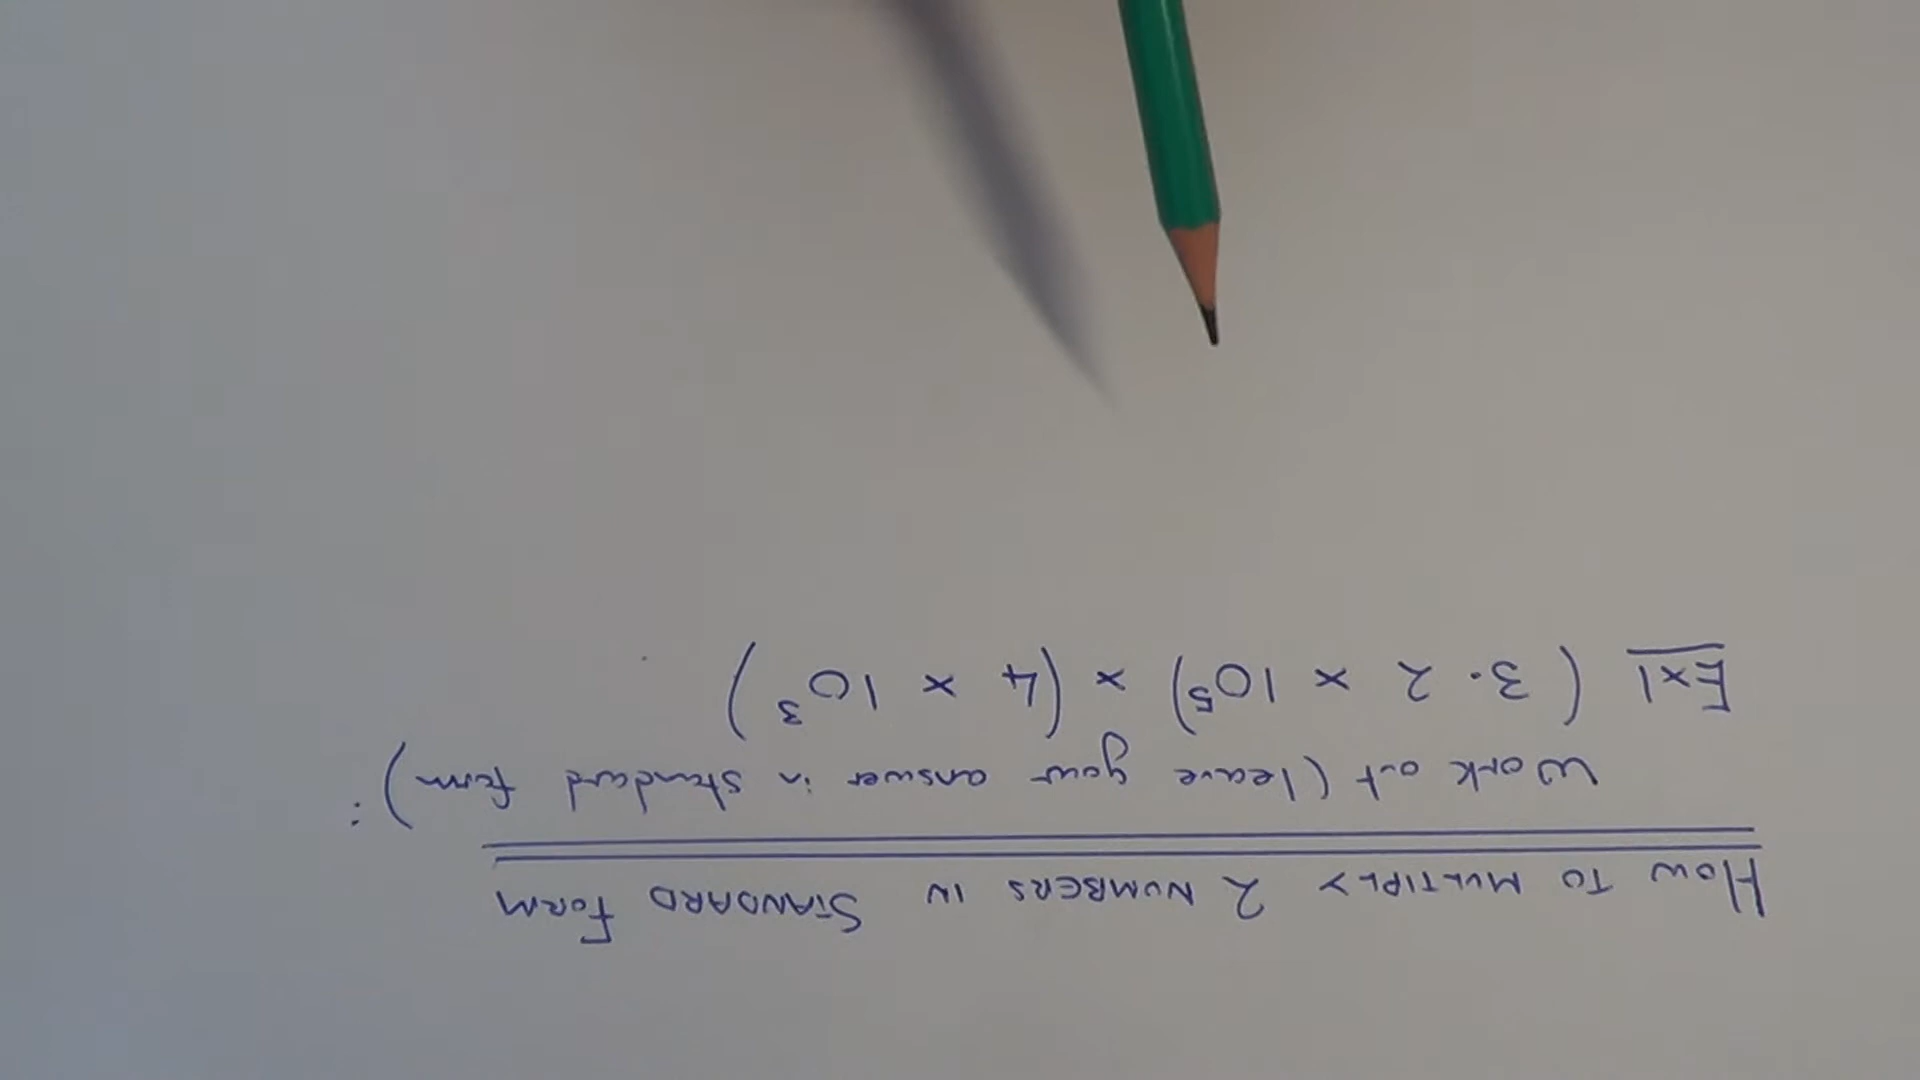 How TO MULTIPLY 2 NUMBERS IN STANDARD FORM
Work out (leave your answer in standard form):
Ex1 (3.2 × 10⁵) × (4 × 10³)